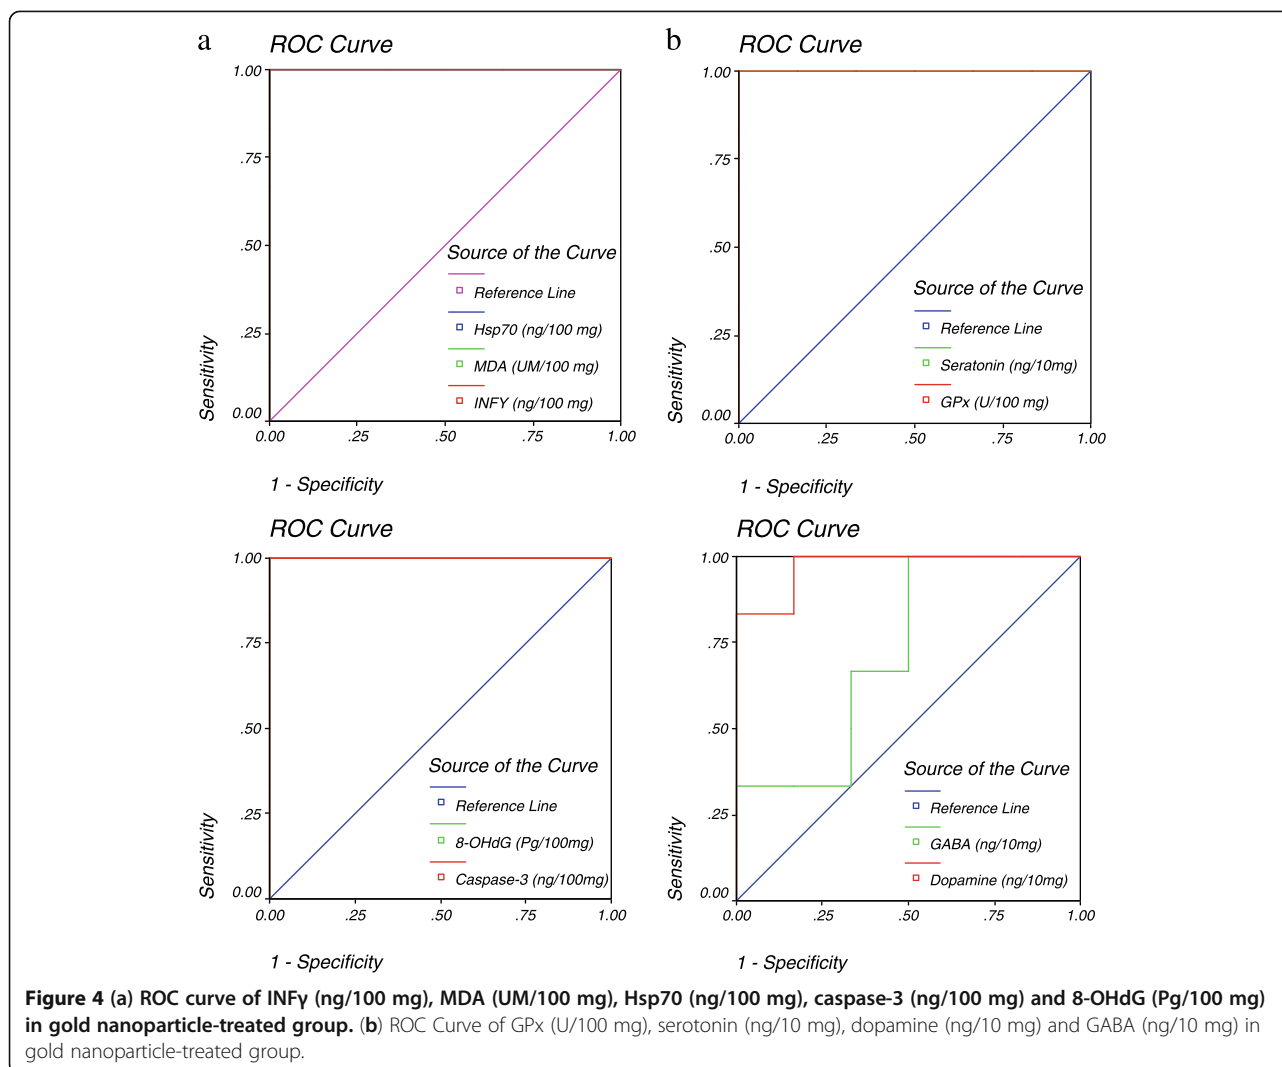 a
ROC Curve
1.00
.75
.50
.25
0.00
Sensitivity
0.00 .25 .50 .75 1.00
1 - Specificity
Source of the Curve
Reference Line
Hsp70 (ng/100 mg)
MDA (UM/100 mg)
INFY (ng/100 mg)
b
ROC Curve
1.00
.75
.50
.25
0.00
Sensitivity
0.00 .25 .50 .75 1.00
1 - Specificity
Source of the Curve
Reference Line
Seratonin (ng/10mg)
GPx (U/100 mg)
ROC Curve
1.00
.75
.50
.25
0.00
Sensitivity
0.00 .25 .50 .75 1.00
1 - Specificity
Source of the Curve
Reference Line
8-OHdG (Pg/100mg)
Caspase-3 (ng/100mg)
ROC Curve
1.00
.75
.50
.25
0.00
Sensitivity
0.00 .25 .50 .75 1.00
1 - Specificity
Source of the Curve
Reference Line
GABA (ng/10mg)
Dopamine (ng/10mg)
Figure 4 (a) ROC curve of INFγ (ng/100 mg), MDA (UM/100 mg), Hsp70 (ng/100 mg), caspase-3 (ng/100 mg) and 8-OHdG (Pg/100 mg)
in gold nanoparticle-treated group. (b) ROC Curve of GPx (U/100 mg), serotonin (ng/10 mg), dopamine (ng/10 mg) and GABA (ng/10 mg) in
gold nanoparticle-treated group.